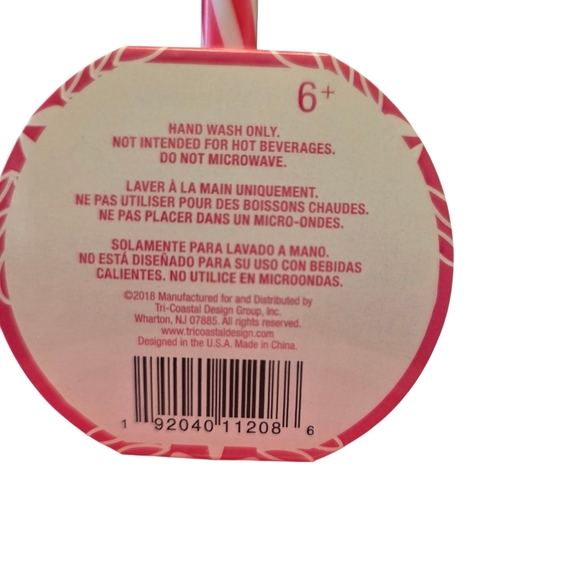 6+
HAND WASH ONLY.
NOT INTENDED FOR HOT BEVERAGES.
DO NOT MICROWAVE.
LAVER À LA MAIN UNIQUEMENT.
NE PAS UTILISER POUR DES BOISSONS CHAUDES.
NE PAS PLACER DANS UN MICRO-ONDES.
SOLAMENTE PARA LAVADO A MANO.
NO ESTÁ DISEÑADO PARA SU USO CON BEBIDAS
CALIENTES. NO UTILICE EN MICROONDAS.
©2018 Manufactured for and Distributed by
Tri-Coastal Design Group, Inc.
Wharton, NJ 07885. All rights reserved.
www.tricoastaldesign.com
Designed in the U.S.A. Made in China.
1 92040 11208 6